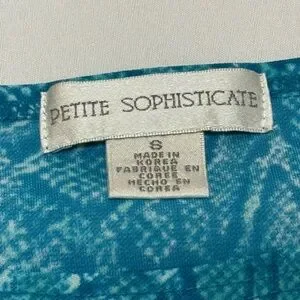 PETITE SOPHISTICATE
S
MADE IN
KOREA
FABRIQUE EN
COREE
HECHO EN
COREA